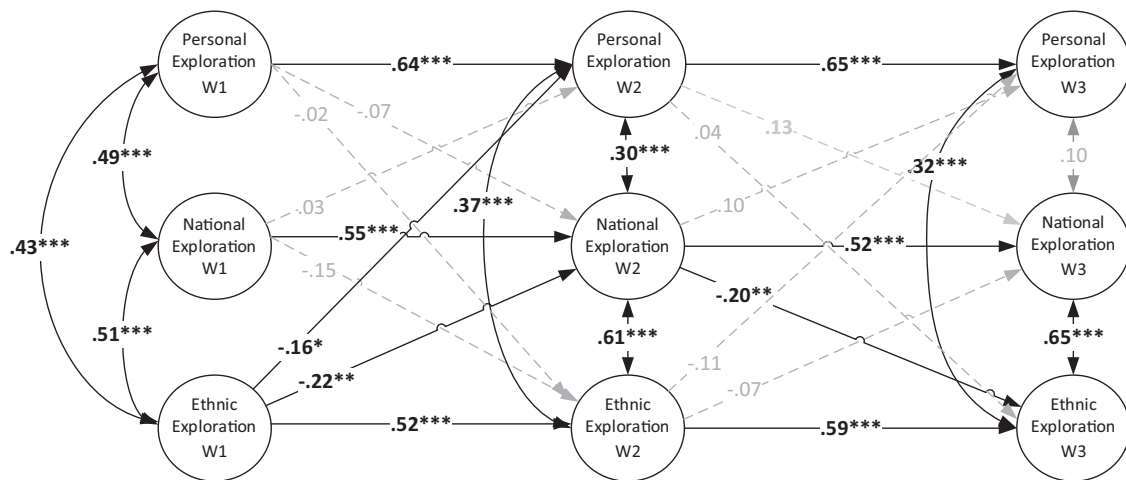 Personal
Exploration
W1
Personal
Exploration
W2
Personal
Exploration
W3
.64***
.65***
-.02
-.07
.04
.13
.49***
.30***
.32***
.10
.03
.37***
.10
National
Exploration
W1
National
Exploration
W2
National
Exploration
W3
.43***
.55***
.52***
-.15
-.20**
.51***
-.16*
.61***
.65***
-.22**
-.11
-.07
Ethnic
Exploration
W1
Ethnic
Exploration
W2
Ethnic
Exploration
W3
.52***
.59***